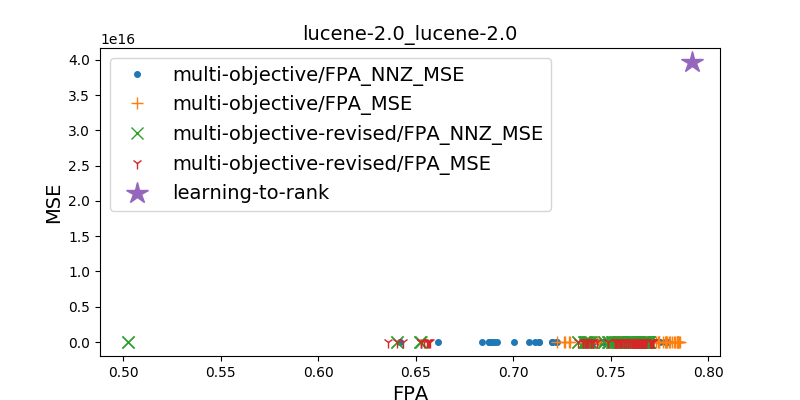 lucene-2.0_lucene-2.0
1e16
4.0
3.5
3.0
2.5
2.0
1.5
1.0
0.5
0.0
MSE
multi-objective/FPA_NNZ_MSE
multi-objective/FPA_MSE
multi-objective-revised/FPA_NNZ_MSE
multi-objective-revised/FPA_MSE
learning-to-rank
0.50 0.55 0.60 0.65 0.70 0.75 0.80
FPA